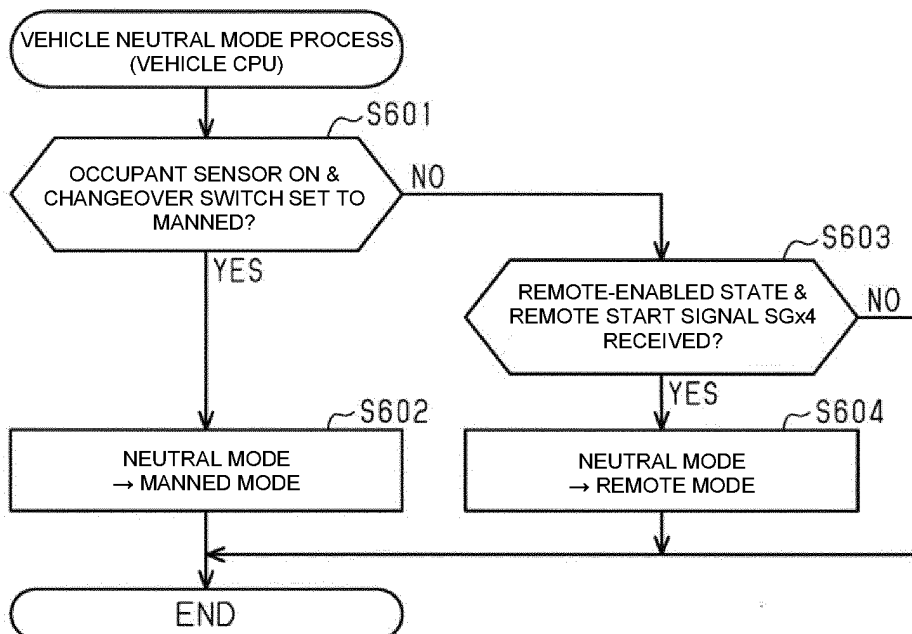 VEHICLE NEUTRAL MODE PROCESS
(VEHICLE CPU)
S601
OCCUPANT SENSOR ON &
CHANGEOVER SWITCH SET TO
MANNED?
NO
YES
S603
REMOTE-ENABLED STATE &
REMOTE START SIGNAL SGx4
RECEIVED?
NO
YES
S602
NEUTRAL MODE
→ MANNED MODE
S604
NEUTRAL MODE
→ REMOTE MODE
END